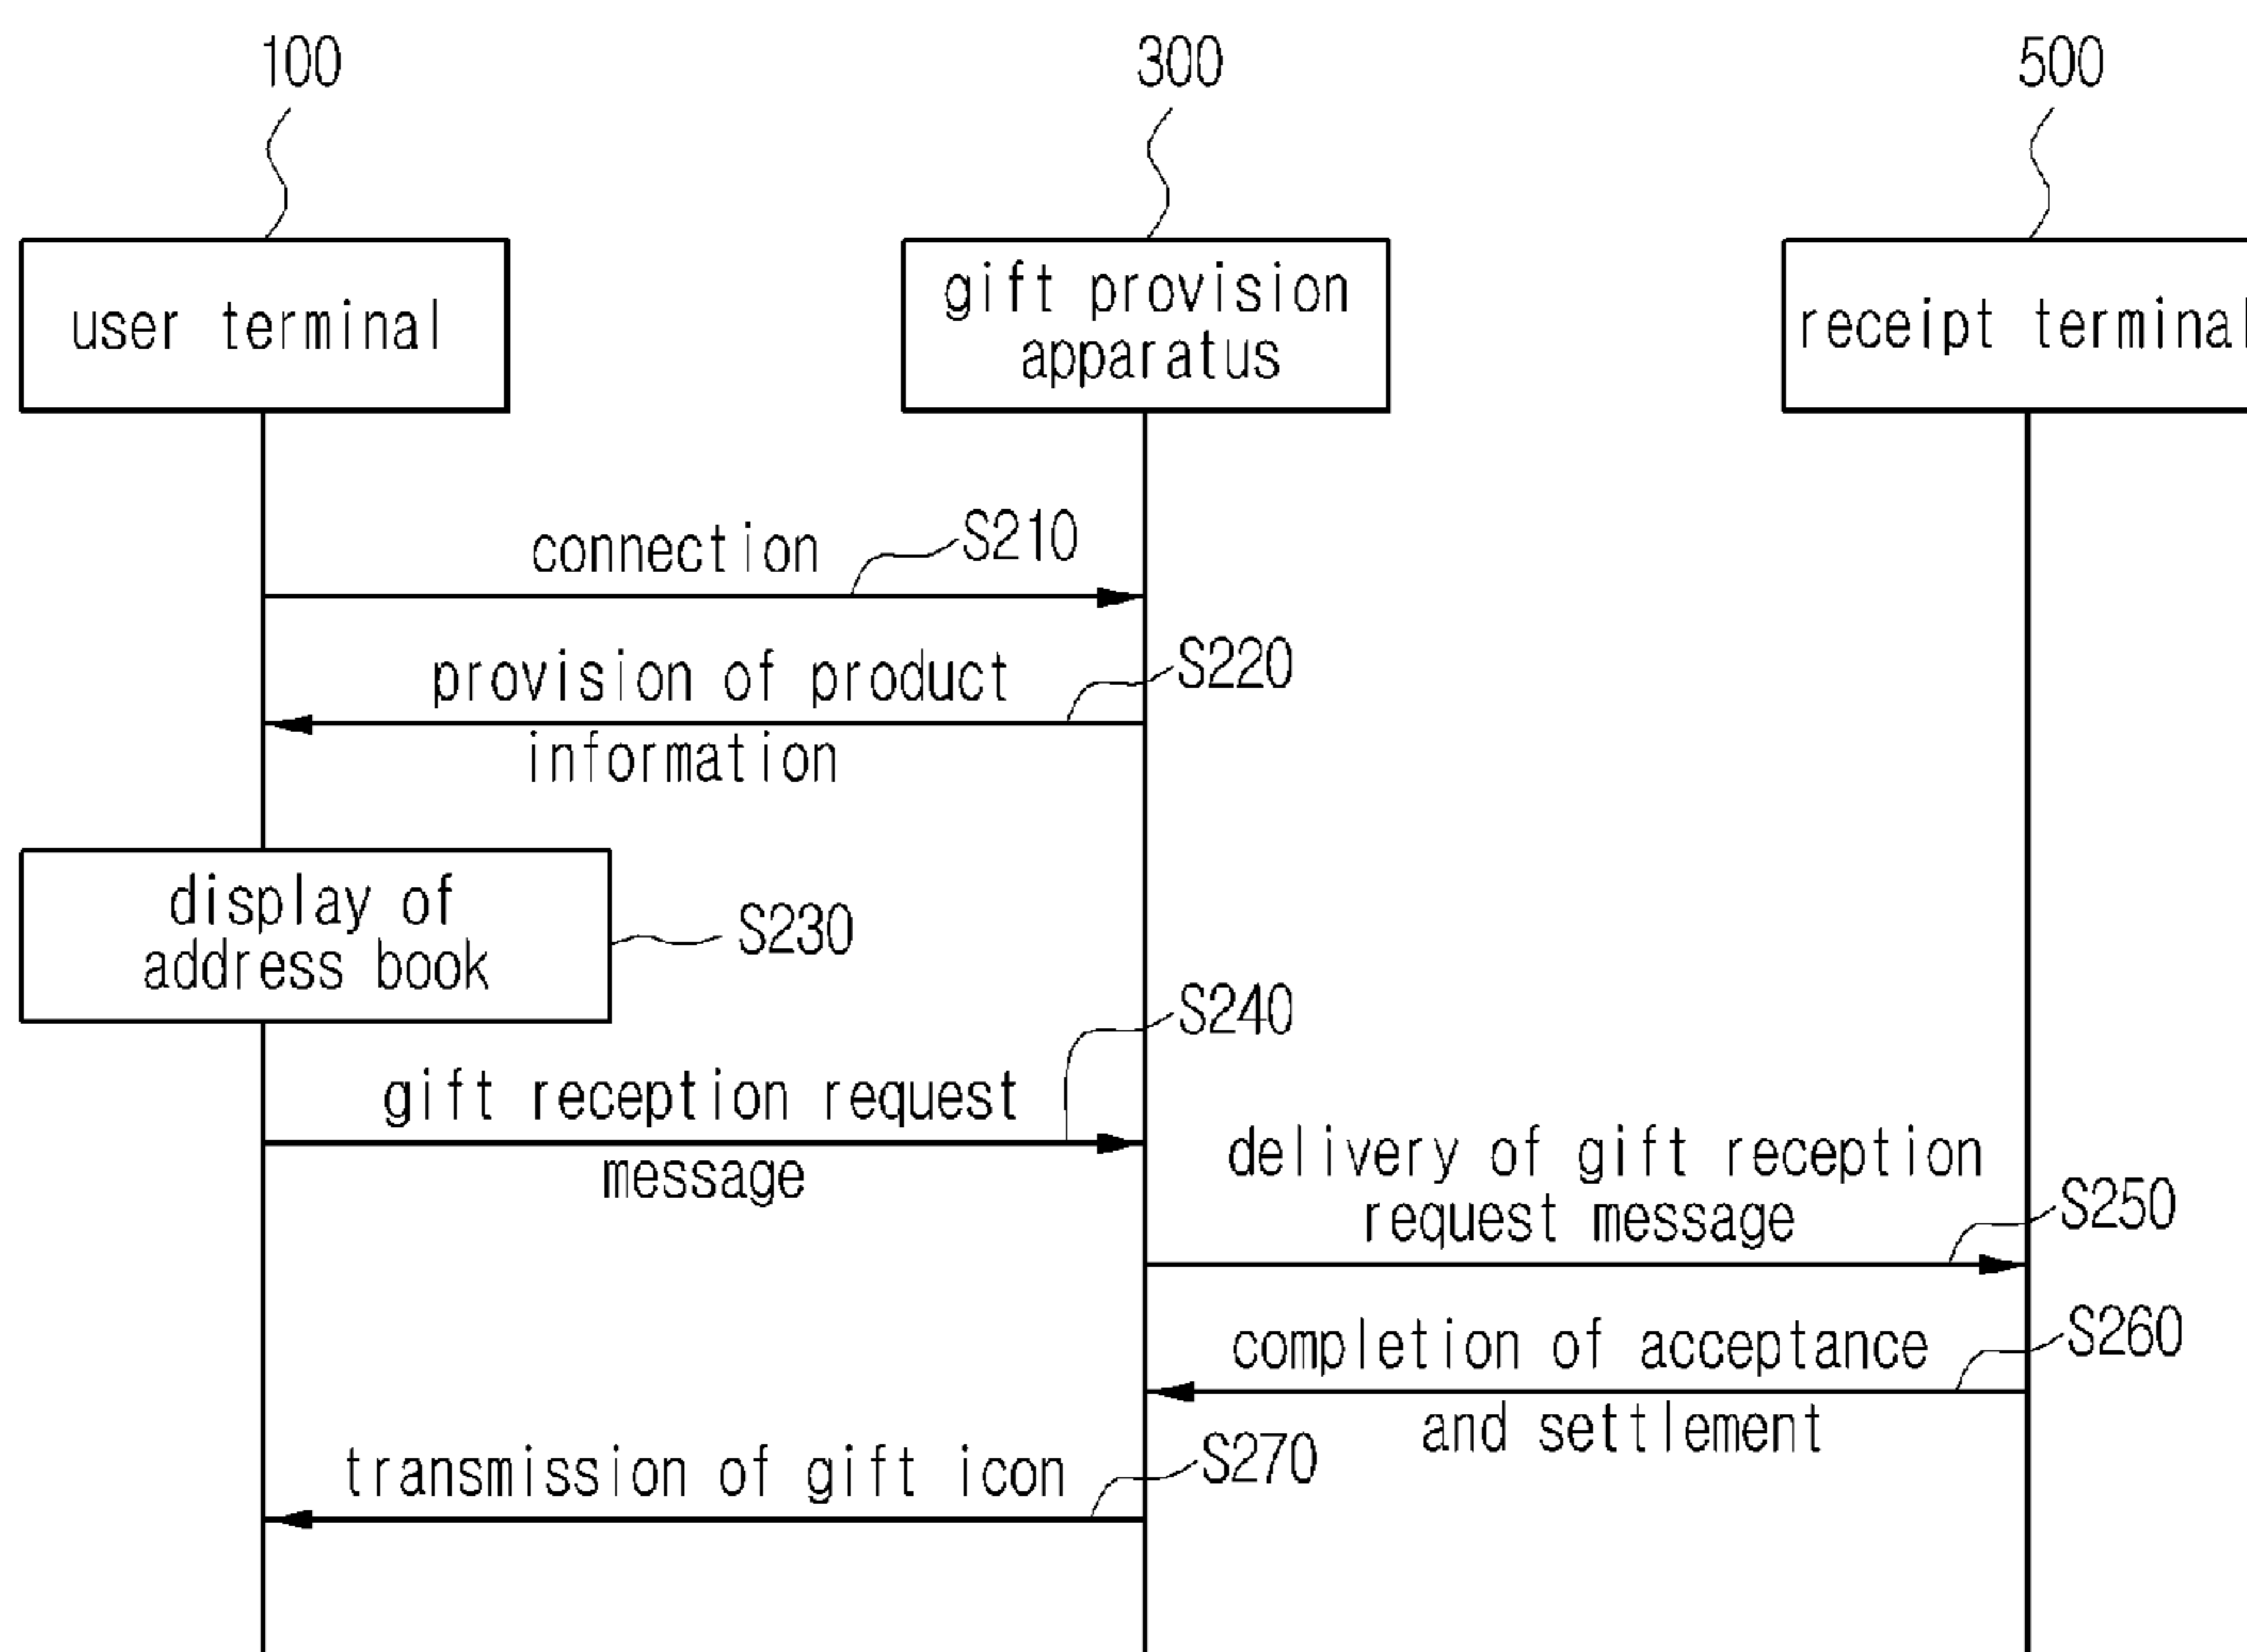 100
300
500
user terminal
gift provision
apparatus
receipt terminal
connection
S210
provision of product
S220
information
display of
address book
S230
S240
gift reception request
message
delivery of gift reception
request message
S250
completion of acceptance
S260
and settlement
transmission of gift icon
S270